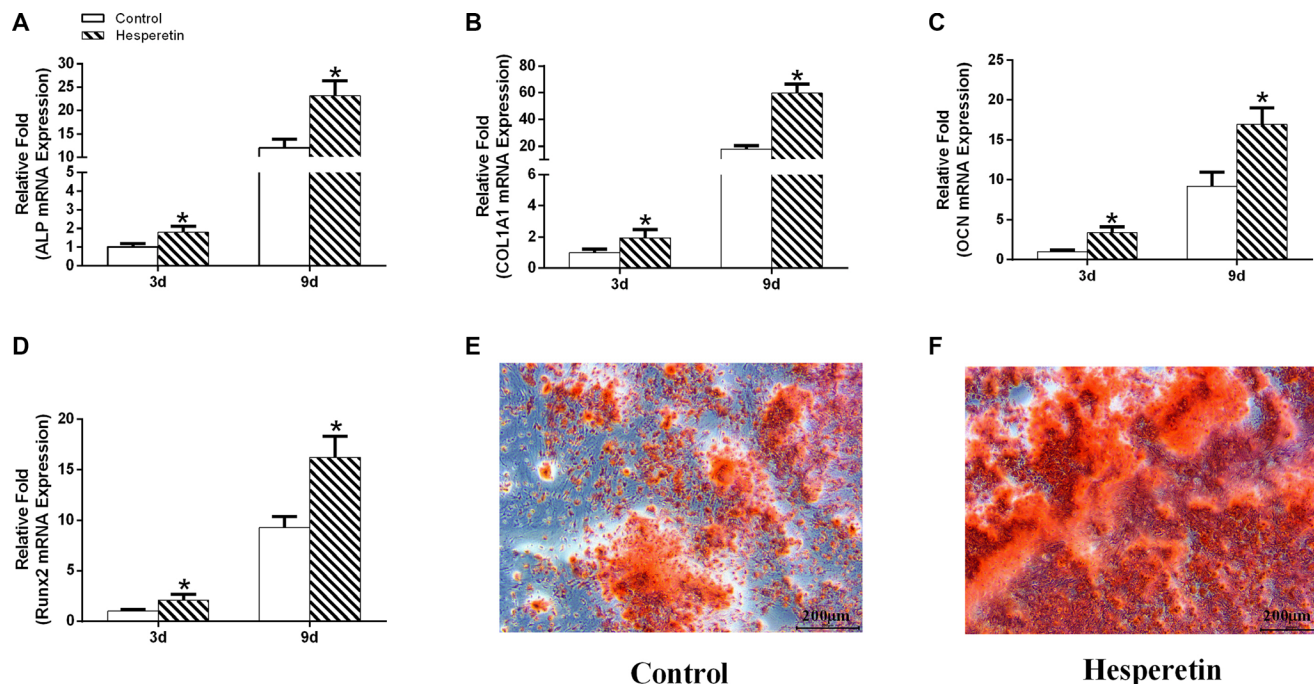 A
Control
Hesperetin
Relative Fold
(ALP mRNA Expression)
30
25
20
15
10
5
4
3
2
1
0
*
*
3d
9d
B
Relative Fold
(COL1A1 mRNA Expression)
80
60
40
20
6
4
2
0
*
*
3d
9d
C
Relative Fold
(OCN mRNA Expression)
25
20
15
10
5
0
*
*
3d
9d
D
Relative Fold
(Runx2 mRNA Expression)
20
15
10
5
0
*
*
3d
9d
E
200μm
Control
F
200μm
Hesperetin